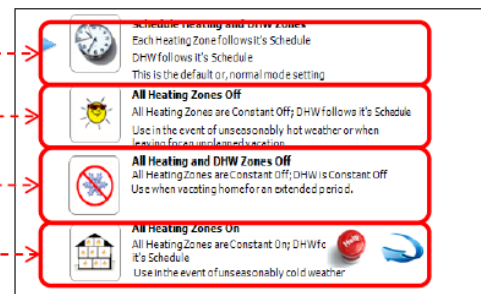 Schedule Heating and DHW Zones
Each Heating Zone follows it's Schedule
DHW follows it's Schedule
This is the default or, normal mode setting
All Heating Zones Off
All Heating Zones are Constant Off; DHW follows it's Schedule
Use in the event of unseasonably hot weather or when
leaving for an unplanned vacation
All Heating and DHW Zones Off
All Heating Zones are Constant Off; DHW is Constant Off
Use when vacating home for an extended period.
All Heating Zones On
All Heating Zones are Constant On; DHW fo
it's Schedule
Use in the event of unseasonably cold weather
Help